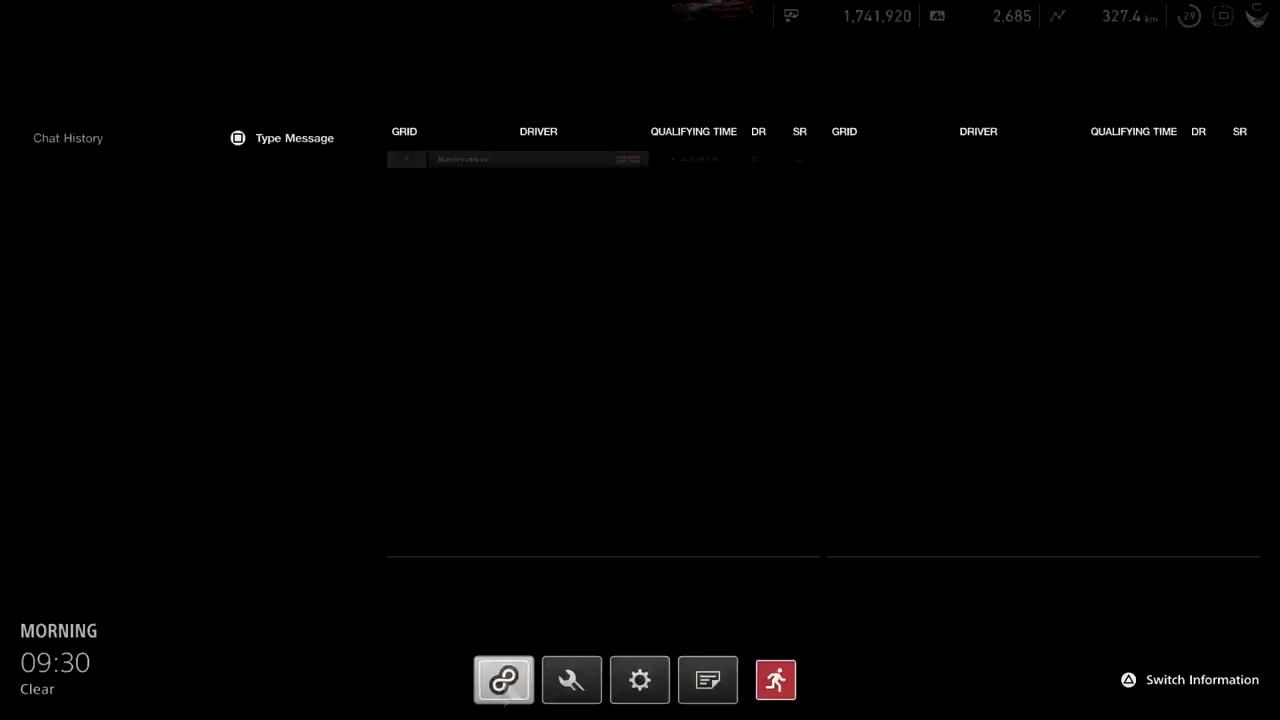 1,741,920 2,685 327.4 km 29 D
Chat History Type Message
GRID DRIVER QUALIFYING TIME DR SR GRID DRIVER QUALIFYING TIME DR SR
MORNING
09:30
Clear
Switch Information